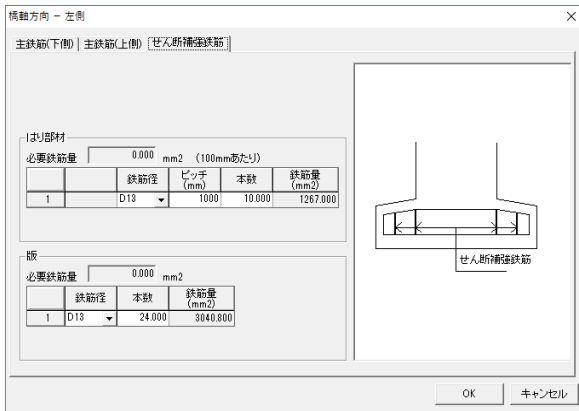 橋軸方向 － 左側
主鉄筋(下側) 主鉄筋(上側) せん断補強鉄筋
はり部材
必要鉄筋量 0.000 mm2 (100mmあたり)
鉄筋径 ピッチ(mm) 本数 鉄筋量(mm2)
1 D13 1000 10.000 1267.000
版
必要鉄筋量 0.000 mm2
鉄筋径 本数 鉄筋量(mm2)
1 D13 24.000 3040.800
せん断補強鉄筋
OK キャンセル